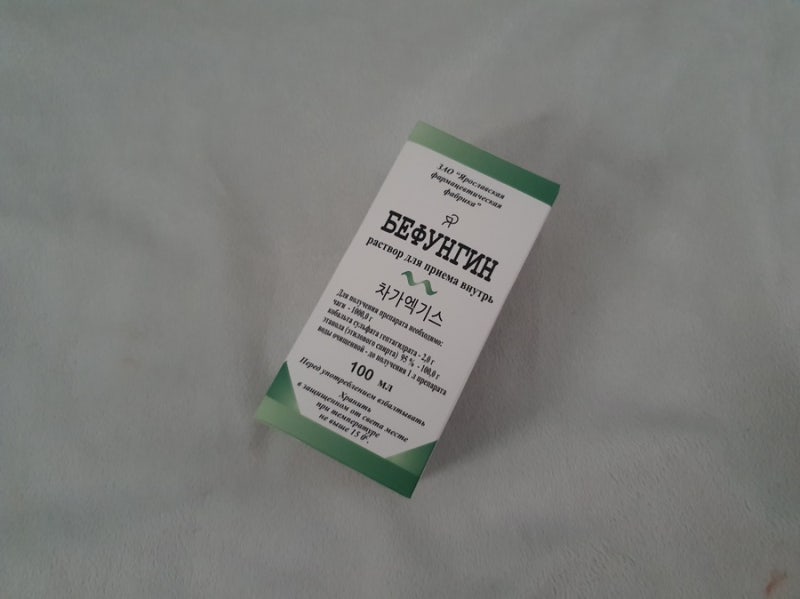 ЗАО "Ярославская
фармацевтическая
фабрика"
БЕФУНГИН
раствор для приема внутрь
차가엑기스
Для получения препарата необходимо:
чаги - 1000,0 г
кобальта сульфата гептагидрата - 2,0 г
этанола (этилового спирта) 95 % - 100,0 г
воды очищенной - до получения 1 л препарата
100 мл
Перед употреблением взбалтывать
Хранить
в защищенном от света месте
при температуре
не выше 15 0С.